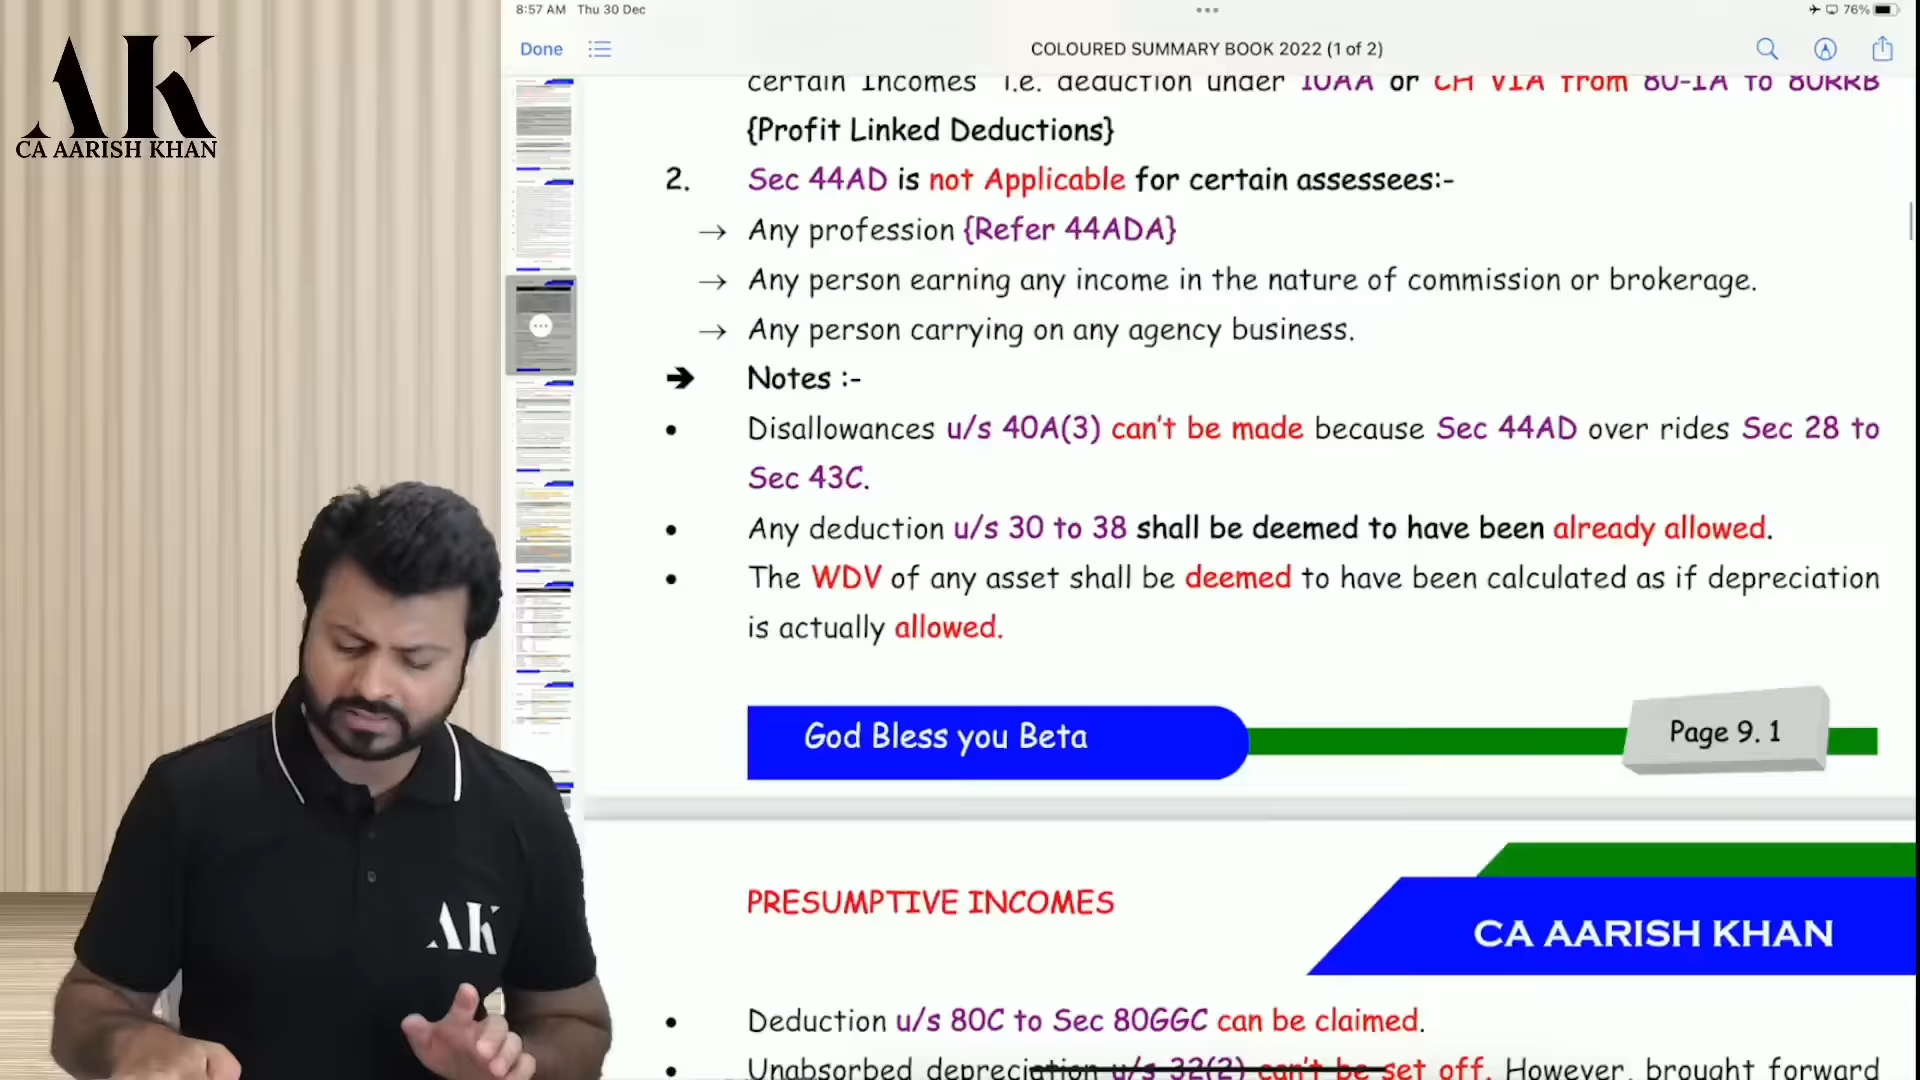 8:57 AM Thu 30 Dec
76%
Done
COLOURED SUMMARY BOOK 2022 (1 of 2)
AK
CA AARISH KHAN
certain Incomes i.e. deduction under 10AA or CH VIA from 80-IA to 80RRB
{Profit Linked Deductions}
2. Sec 44AD is not Applicable for certain assessees:-
→ Any profession {Refer 44ADA}
→ Any person earning any income in the nature of commission or brokerage.
→ Any person carrying on any agency business.
➔ Notes :-
• Disallowances u/s 40A(3) can't be made because Sec 44AD over rides Sec 28 to
Sec 43C.
• Any deduction u/s 30 to 38 shall be deemed to have been already allowed.
• The WDV of any asset shall be deemed to have been calculated as if depreciation
is actually allowed.
God Bless you Beta
Page 9. 1
PRESUMPTIVE INCOMES
CA AARISH KHAN
AK
• Deduction u/s 80C to Sec 80GGC can be claimed.
• Unabsorbed depreciation u/s 32(2) can't be set off. However, brought forward